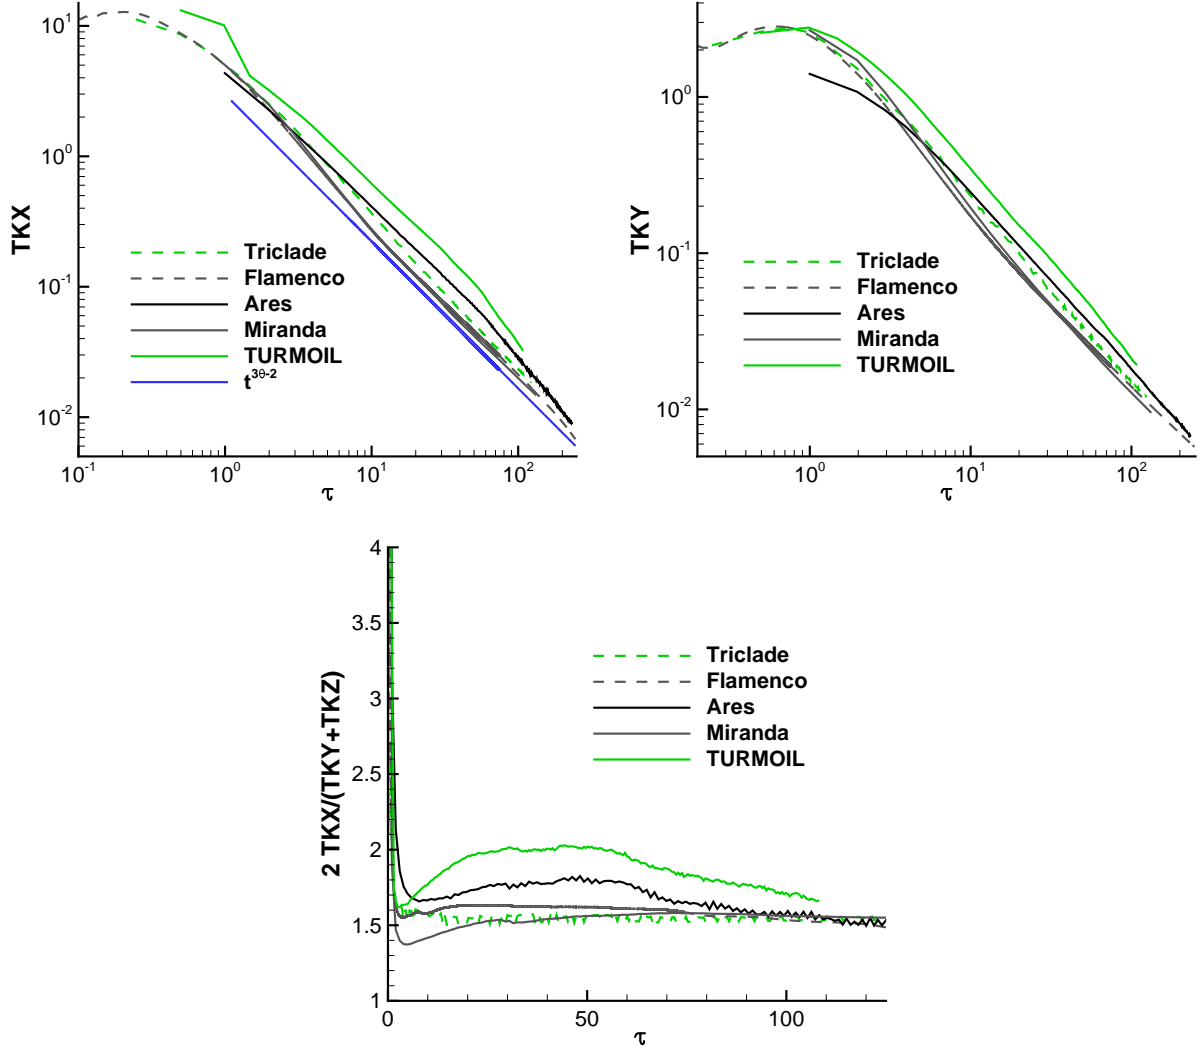 TKX
10¹
10⁰
10⁻¹
10⁻²
Triclade
Flamenco
Ares
Miranda
TURMOIL
t³θ⁻²
10⁻¹ 10⁰ 10¹ 10²
τ
TKY
10⁰
10⁻¹
10⁻²
Triclade
Flamenco
Ares
Miranda
TURMOIL
10⁰ 10¹ 10²
τ
2 TKX/(TKY+TKZ)
4
3.5
3
2.5
2
1.5
1
Triclade
Flamenco
Ares
Miranda
TURMOIL
0 50 100
τ